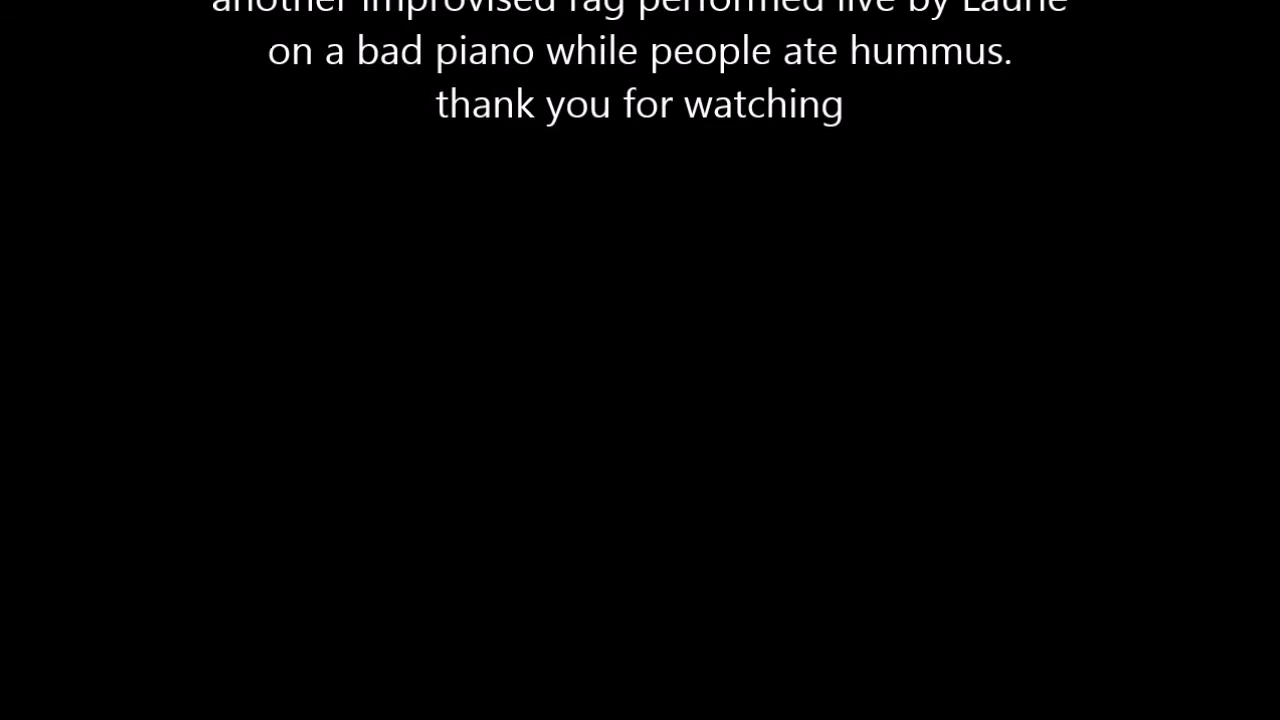 another improvised rag performed live by Laurie
on a bad piano while people ate hummus.
thank you for watching